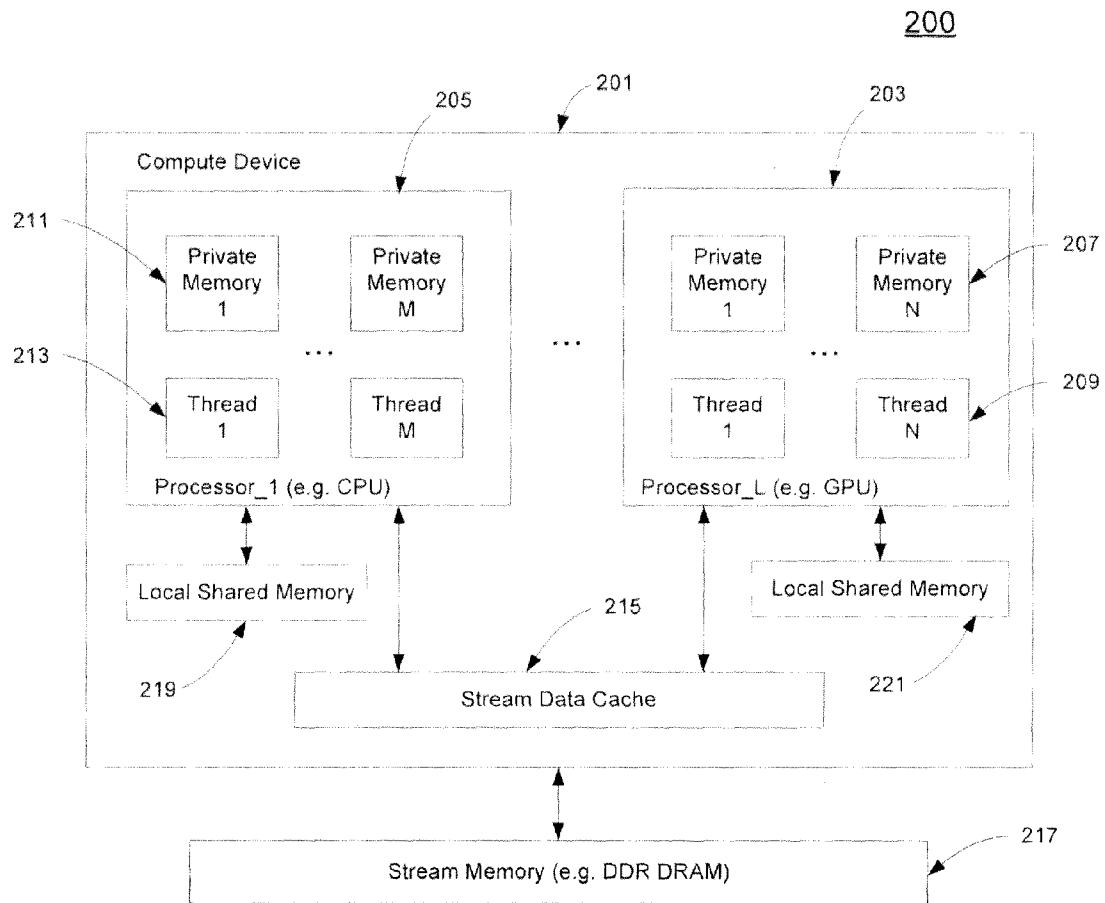 200
201
205
203
Compute Device
211
Private
Memory
1
Private
Memory
M
Private
Memory
1
Private
Memory
N
207
...
...
...
213
Thread
1
Thread
M
Thread
1
Thread
N
209
Processor_1 (e.g. CPU)
Processor_L (e.g. GPU)
Local Shared Memory
Local Shared Memory
215
219
221
Stream Data Cache
217
Stream Memory (e.g. DDR DRAM)